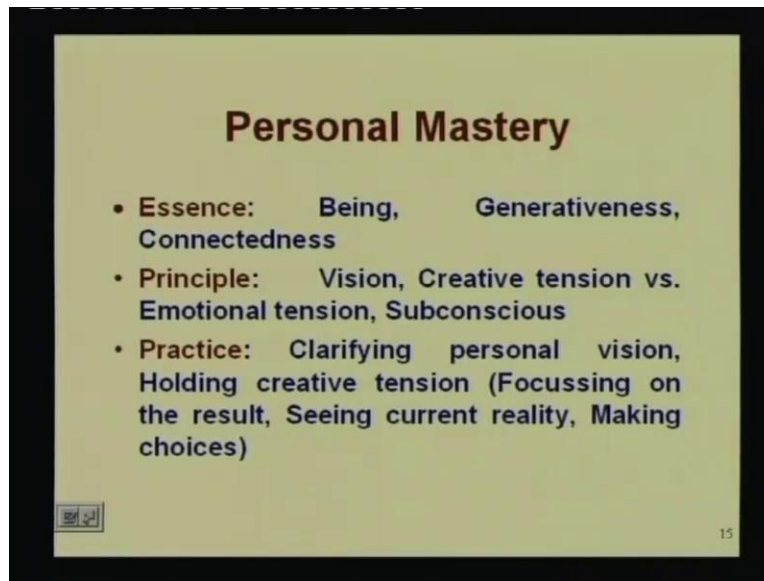 Personal Mastery
• Essence: Being, Generativeness,
Connectedness
• Principle: Vision, Creative tension vs.
Emotional tension, Subconscious
• Practice: Clarifying personal vision,
Holding creative tension (Focussing on
the result, Seeing current reality, Making
choices)
15